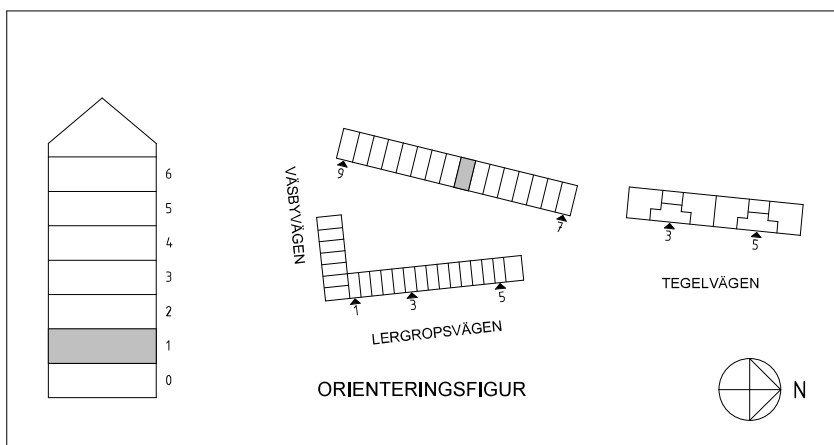 6
5
4
3
2
1
0
VÄSBYVÄGEN
9
7
1
3
5
LERGROPSVÄGEN
3
5
TEGELVÄGEN
ORIENTERINGSFIGUR
N